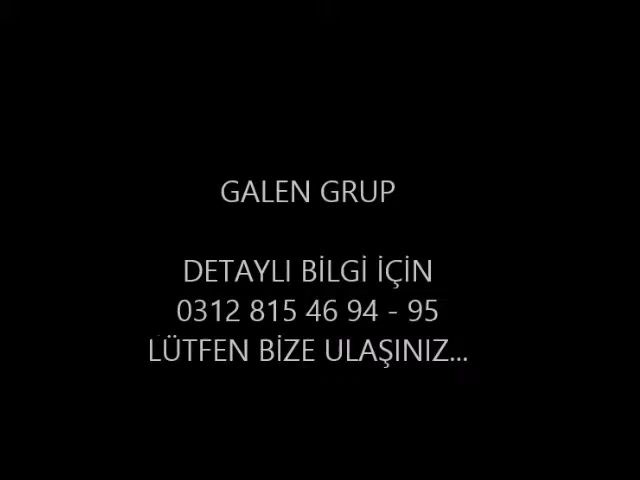 GALEN GRUP
DETAYLI BİLGİ İÇİN
0312 815 46 94 - 95
LÜTFEN BİZE ULAŞINIZ...